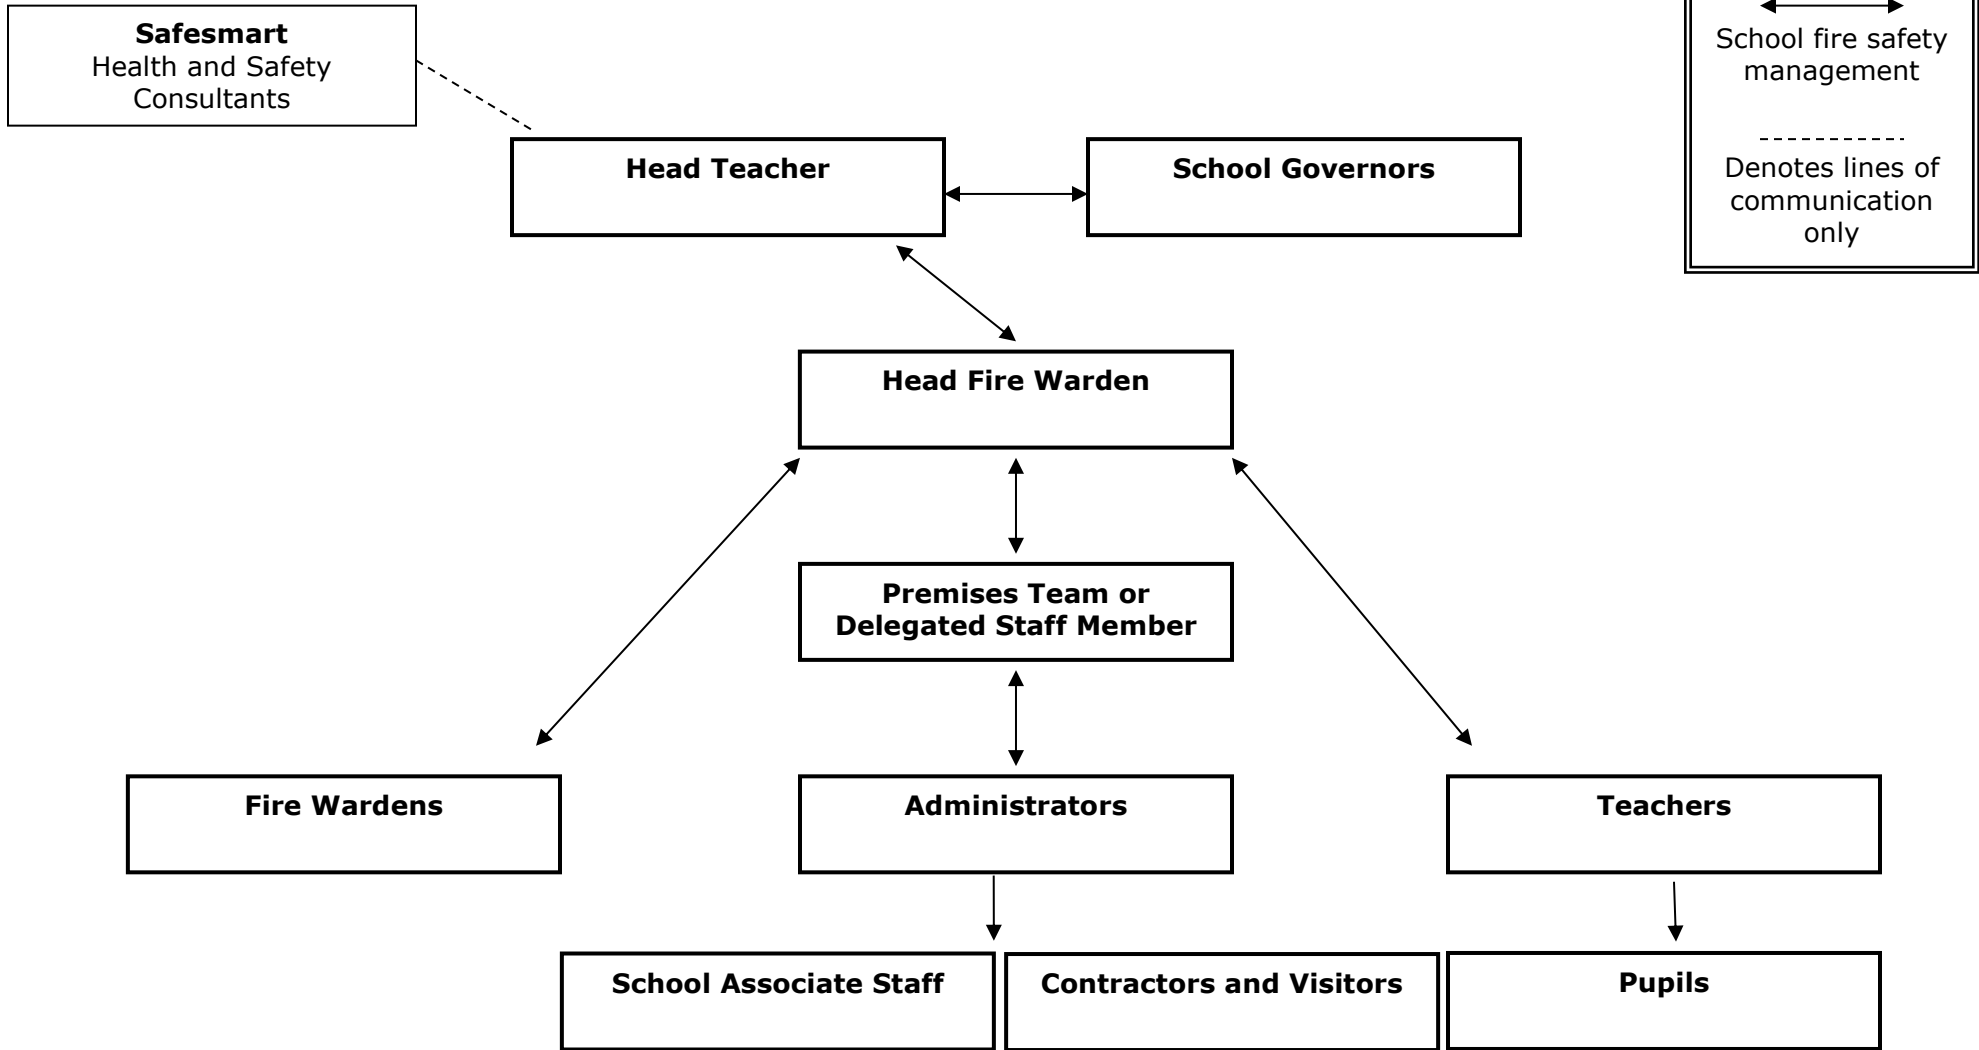 Safesmart
Health and Safety
Consultants
School fire safety
management
Denotes lines of
communication
only
Head Teacher
School Governors
Head Fire Warden
Premises Team or
Delegated Staff Member
Fire Wardens
Administrators
Teachers
School Associate Staff
Contractors and Visitors
Pupils